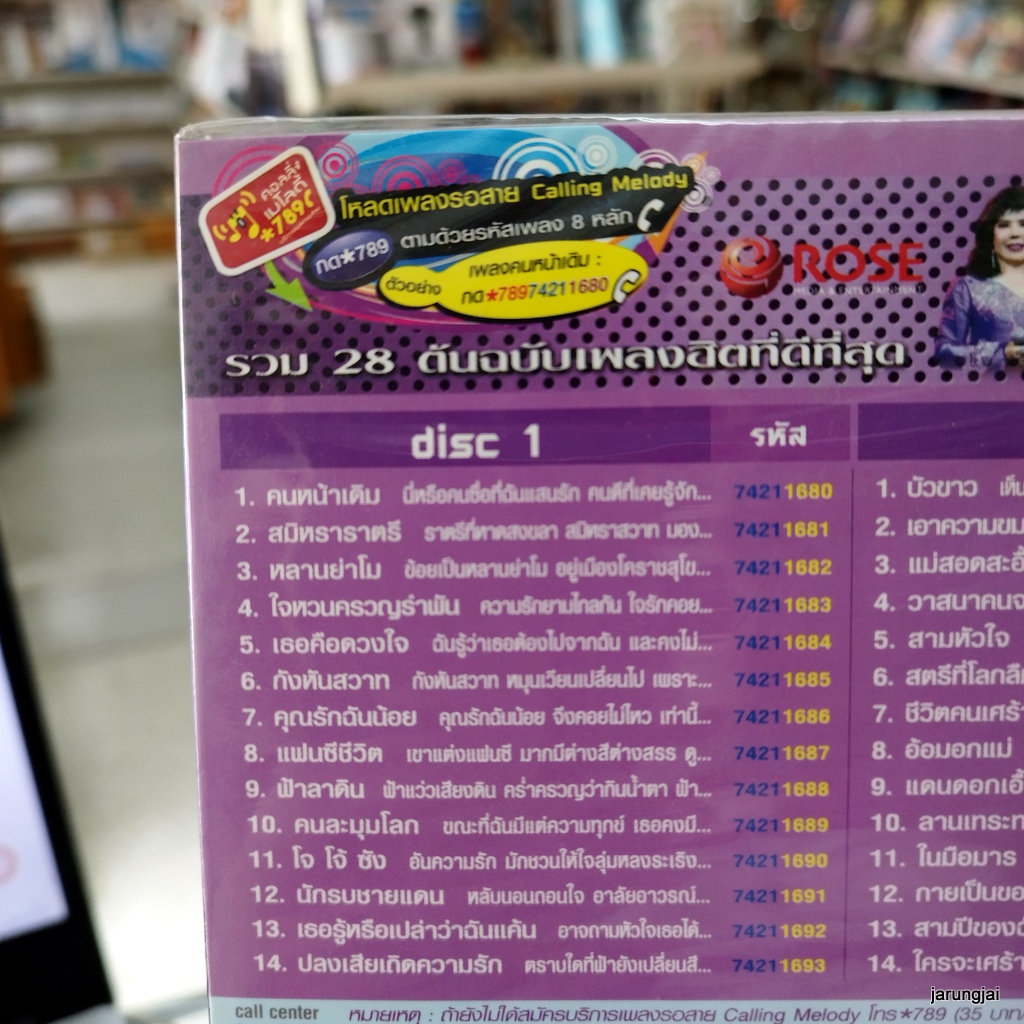 คอลลิ่ง
เมโลดี้
*789
โหลดเพลงรอสาย Calling Melody
กด*789 ตามด้วยรหัสเพลง 8 หลัก
ตัวอย่าง
เพลงคนหน้าเดิม :
กด*78974211680
ROSE
MEDIA & ENTERTAINMENT
รวม 28 ต้นฉบับเพลงฮิตที่ดีที่สุด
disc 1 รหัส
1. คนหน้าเดิม นี่หรือคนซื่อที่ฉันแสนรัก คนดีที่เคยรู้จัก... 74211680 1. บัวขาว
2. สมิหราราตรี ราตรีที่หาดสงขลา สมิหราสวาท มอง... 74211681 2. เอาความขม
3. หลานย่าโม ข้อยเป็นหลานย่าโม อยู่เมืองโคราชสุโข... 74211682 3. แม่สอดสะอื้
4. ใจหวนครวญรำพัน ความรักยามไกลกัน ใจรักคอย... 74211683 4. วาสนาคนจ
5. เธอคือดวงใจ ฉันรู้ว่าเธอต้องไปจากฉัน และคงไม่... 74211684 5. สามหัวใจ
6. กังหันสวาท กังหันสวาท หมุนเวียนเปลี่ยนไป เพราะ... 74211685 6. สตรีที่โลกลื
7. คุณรักฉันน้อย คุณรักฉันน้อย จึงคอยไม่ไหว เท่านี้... 74211686 7. ชีวิตคนเศร้
8. แฟนซีชีวิต เขาแต่งแฟนซี มากมีต่างสีต่างสรร ดู... 74211687 8. อ้อมอกแม่
9. ฟ้าลาดิน ฟ้าแว่วเสียงดิน คร่ำครวญว่ากินน้ำตา ฟ้า... 74211688 9. แดนดอกเอื้
10. คนละมุมโลก ขณะที่ฉันมีแต่ความทุกข์ เธอคงมี... 74211689 10. ลานเทระท
11. โจ โจ้ ซัง อันความรัก มักชวนให้ใจลุ่มหลงระเริง... 74211690 11. ในมือมาร
12. นักรบชายแดน หลับนอนถอนใจ อาลัยอาวรณ์... 74211691 12. กายเป็นขอ
13. เธอรู้หรือเปล่าว่าฉันแค้น อาจถามหัวใจเธอได้... 74211692 13. สามปีของฉ
14. ปลงเสียเถิดความรัก ตราบใดที่ฟ้ายังเปลี่ยนสี... 74211693 14. ใครจะเศร้า
call center หมายเหตุ : ถ้ายังไม่ได้สมัครบริการเพลงรอสาย Calling Melody โทร *789 (35 บาท/
jarungjai